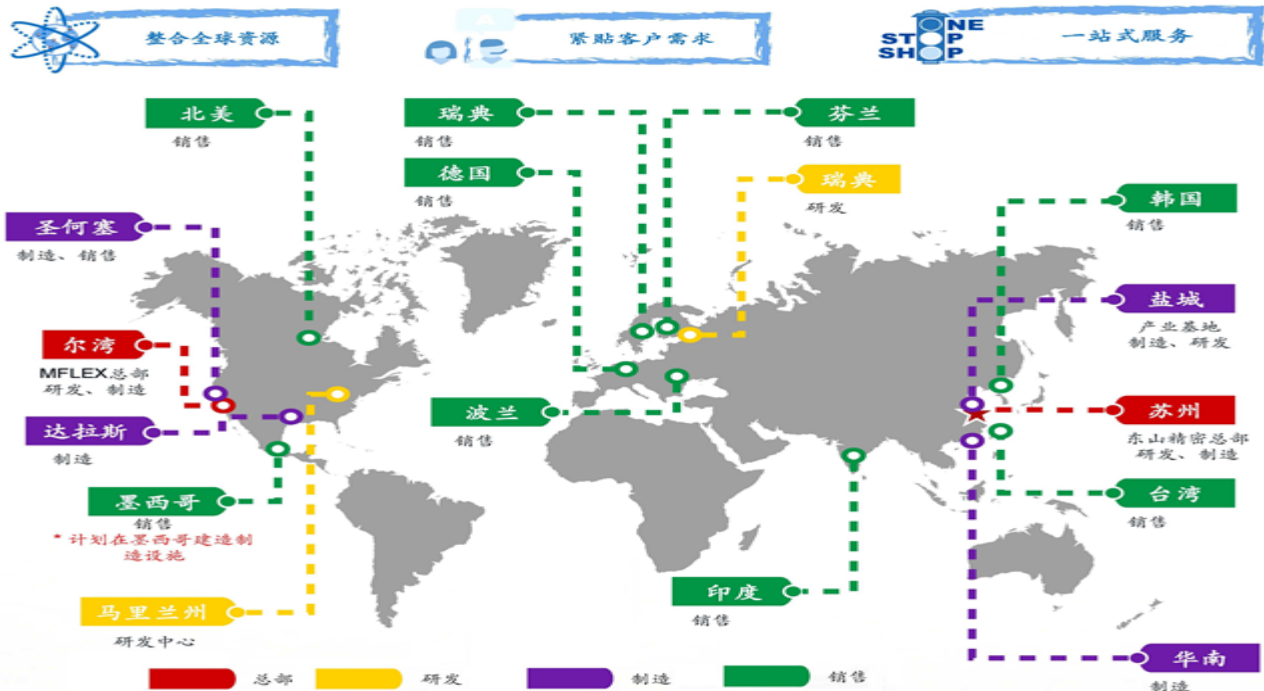 整合全球资源
紧贴客户需求
ST NE
P
SH P
一站式服务
北美
销售
瑞典
销售
芬兰
销售
德国
销售
瑞典
研发
韩国
销售
圣何塞
制造、销售
盐城
产业基地
制造、研发
尔湾
MFLEX总部
研发、制造
波兰
销售
苏州
东山精密总部
研发、制造
达拉斯
制造
墨西哥
销售
* 计划在墨西哥建造制
造设施
台湾
销售
印度
销售
马里兰州
研发中心
华南
制造
总部
研发
制造
销售